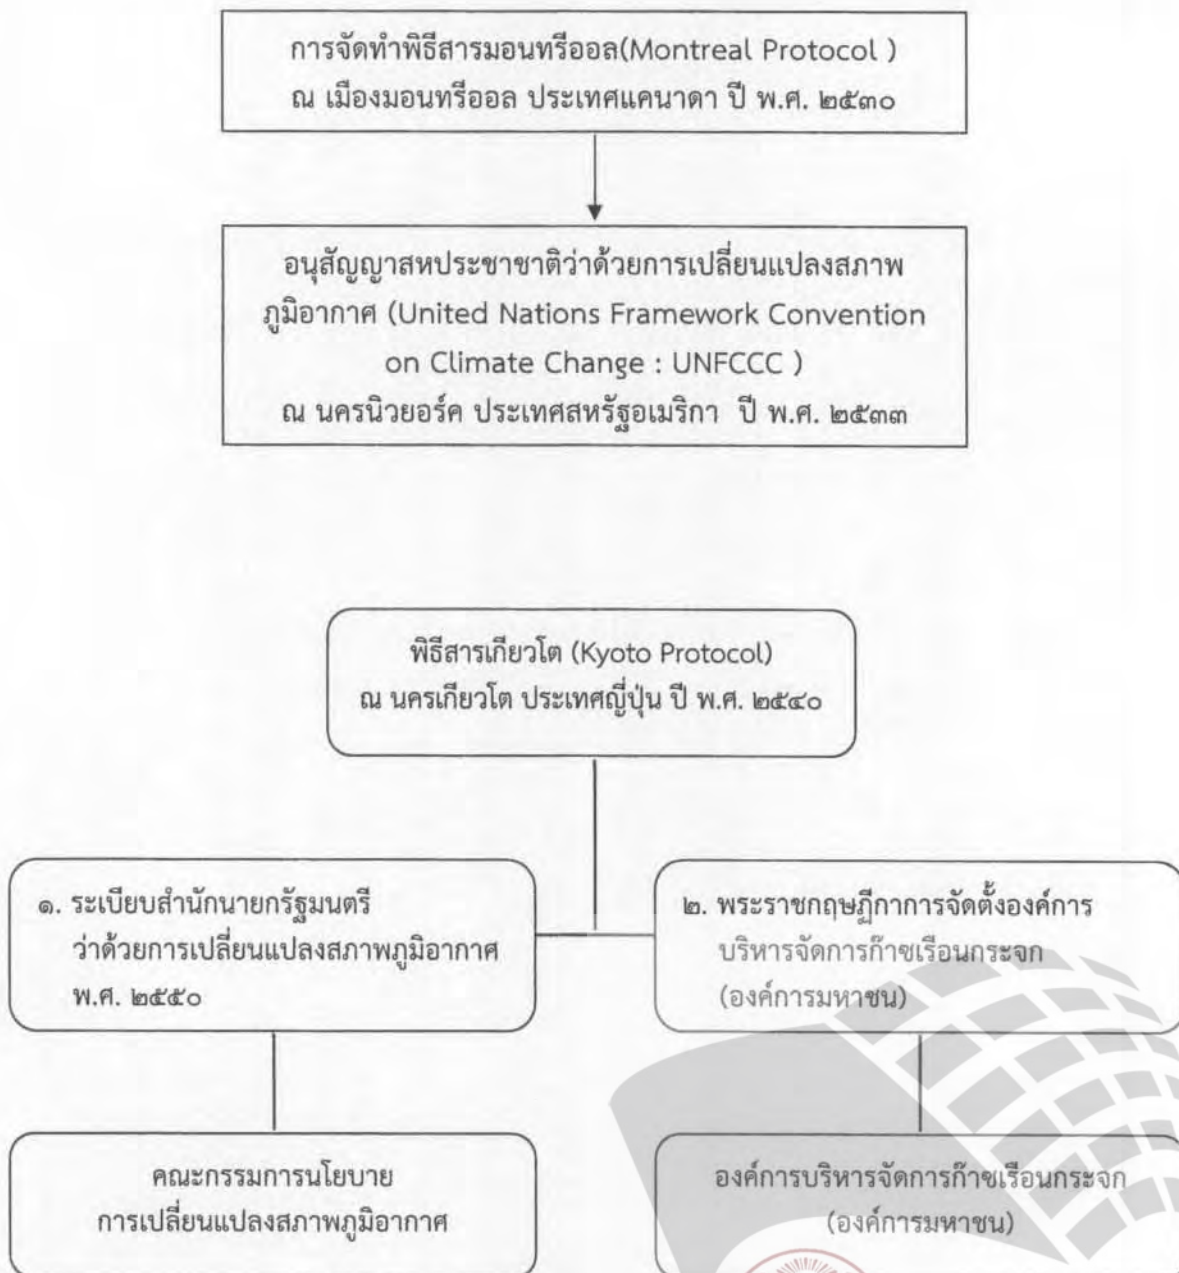 การจัดทำพิธีสารมอนทรีออล(Montreal Protocol )
ณ เมืองมอนทรีออล ประเทศแคนาดา ปี พ.ศ. ๒๕๓๐
อนุสัญญาสหประชาชาติว่าด้วยการเปลี่ยนแปลงสภาพ
ภูมิอากาศ (United Nations Framework Convention
on Climate Change : UNFCCC )
ณ นครนิวยอร์ค ประเทศสหรัฐอเมริกา ปี พ.ศ. ๒๕๓๓
พิธีสารเกียวโต (Kyoto Protocol)
ณ นครเกียวโต ประเทศญี่ปุ่น ปี พ.ศ. ๒๕๔๐
๑. ระเบียบสำนักนายกรัฐมนตรี
ว่าด้วยการเปลี่ยนแปลงสภาพภูมิอากาศ
พ.ศ. ๒๕๕๐
๒. พระราชกฤษฎีกาการจัดตั้งองค์การ
บริหารจัดการก๊าซเรือนกระจก
(องค์การมหาชน)
คณะกรรมการนโยบาย
การเปลี่ยนแปลงสภาพภูมิอากาศ
องค์การบริหารจัดการก๊าซเรือนกระจก
(องค์การมหาชน)